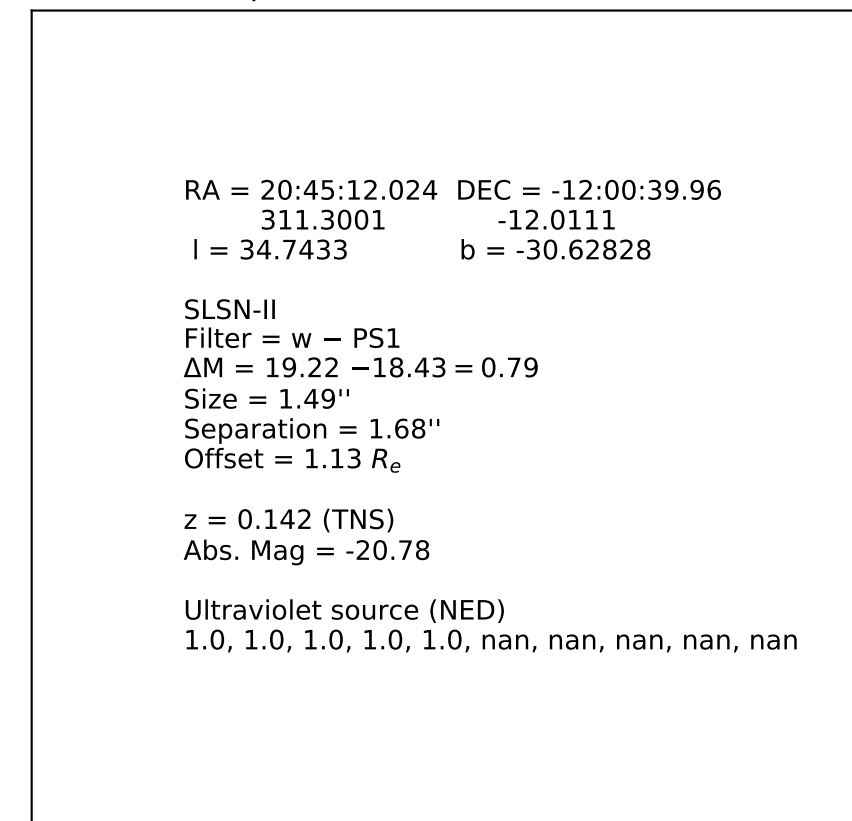 RA = 20:45:12.024 DEC = -12:00:39.96
311.3001 -12.0111
l = 34.7433 b = -30.62828
SLSN-II
Filter = w − PS1
ΔM = 19.22 −18.43 = 0.79
Size = 1.49''
Separation = 1.68''
Offset = 1.13 Rₑ
z = 0.142 (TNS)
Abs. Mag = -20.78
Ultraviolet source (NED)
1.0, 1.0, 1.0, 1.0, 1.0, nan, nan, nan, nan, nan